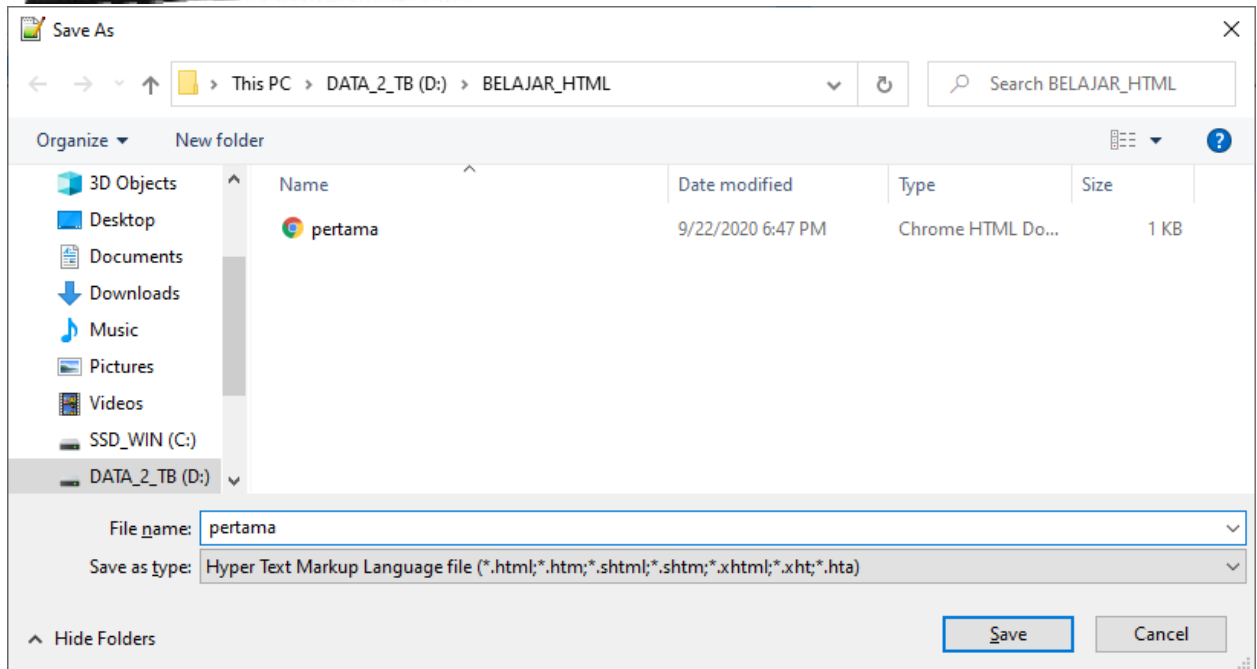 Save As
This PC > DATA_2_TB (D:) > BELAJAR_HTML
Search BELAJAR_HTML
Organize
New folder
?
3D Objects
Desktop
Documents
Downloads
Music
Pictures
Videos
SSD_WIN (C:)
DATA_2_TB (D:)
Name Date modified Type Size
pertama 9/22/2020 6:47 PM Chrome HTML Do... 1 KB
File name: pertama
Save as type: Hyper Text Markup Language file (*.html;*.htm;*.shtml;*.shtm;*.xhtml;*.xht;*.hta)
Hide Folders
Save
Cancel